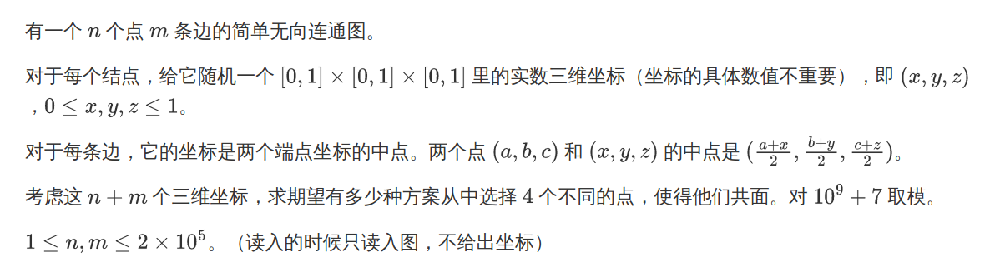 有一个 n 个点 m 条边的简单无向连通图。
对于每个结点，给它随机一个 [0, 1] × [0, 1] × [0, 1] 里的实数三维坐标（坐标的具体数值不重要），即 (x, y, z)
，0 ≤ x, y, z ≤ 1。
对于每条边，它的坐标是两个端点坐标的中点。两个点 (a, b, c) 和 (x, y, z) 的中点是 (\frac{a+x}{2}, \frac{b+y}{2}, \frac{c+z}{2})。
考虑这 n + m 个三维坐标，求期望有多少种方案从中选择 4 个不同的点，使得他们共面。对 10^9 + 7 取模。
1 ≤ n, m ≤ 2 × 10^5。（读入的时候只读入图，不给出坐标）